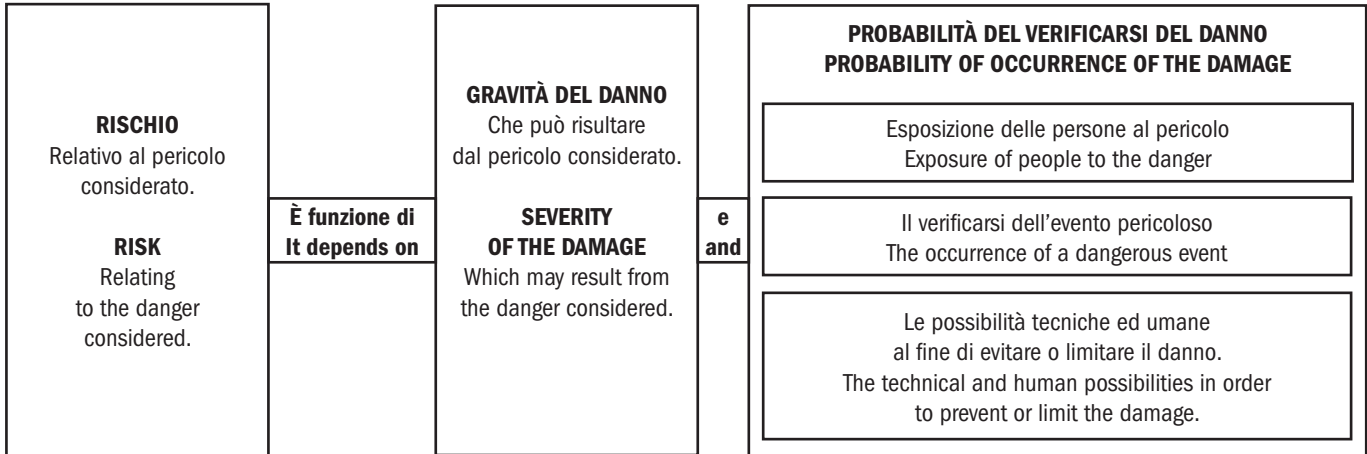 RISCHIO
Relativo al pericolo
considerato.
RISK
Relating
to the danger
considered.
È funzione di
It depends on
GRAVITÀ DEL DANNO
Che può risultare
dal pericolo considerato.
SEVERITY
OF THE DAMAGE
Which may result from
the danger considered.
e
and
PROBABILITÀ DEL VERIFICARSI DEL DANNO
PROBABILITY OF OCCURRENCE OF THE DAMAGE
Esposizione delle persone al pericolo
Exposure of people to the danger
Il verificarsi dell’evento pericoloso
The occurrence of a dangerous event
Le possibilità tecniche ed umane
al fine di evitare o limitare il danno.
The technical and human possibilities in order
to prevent or limit the damage.